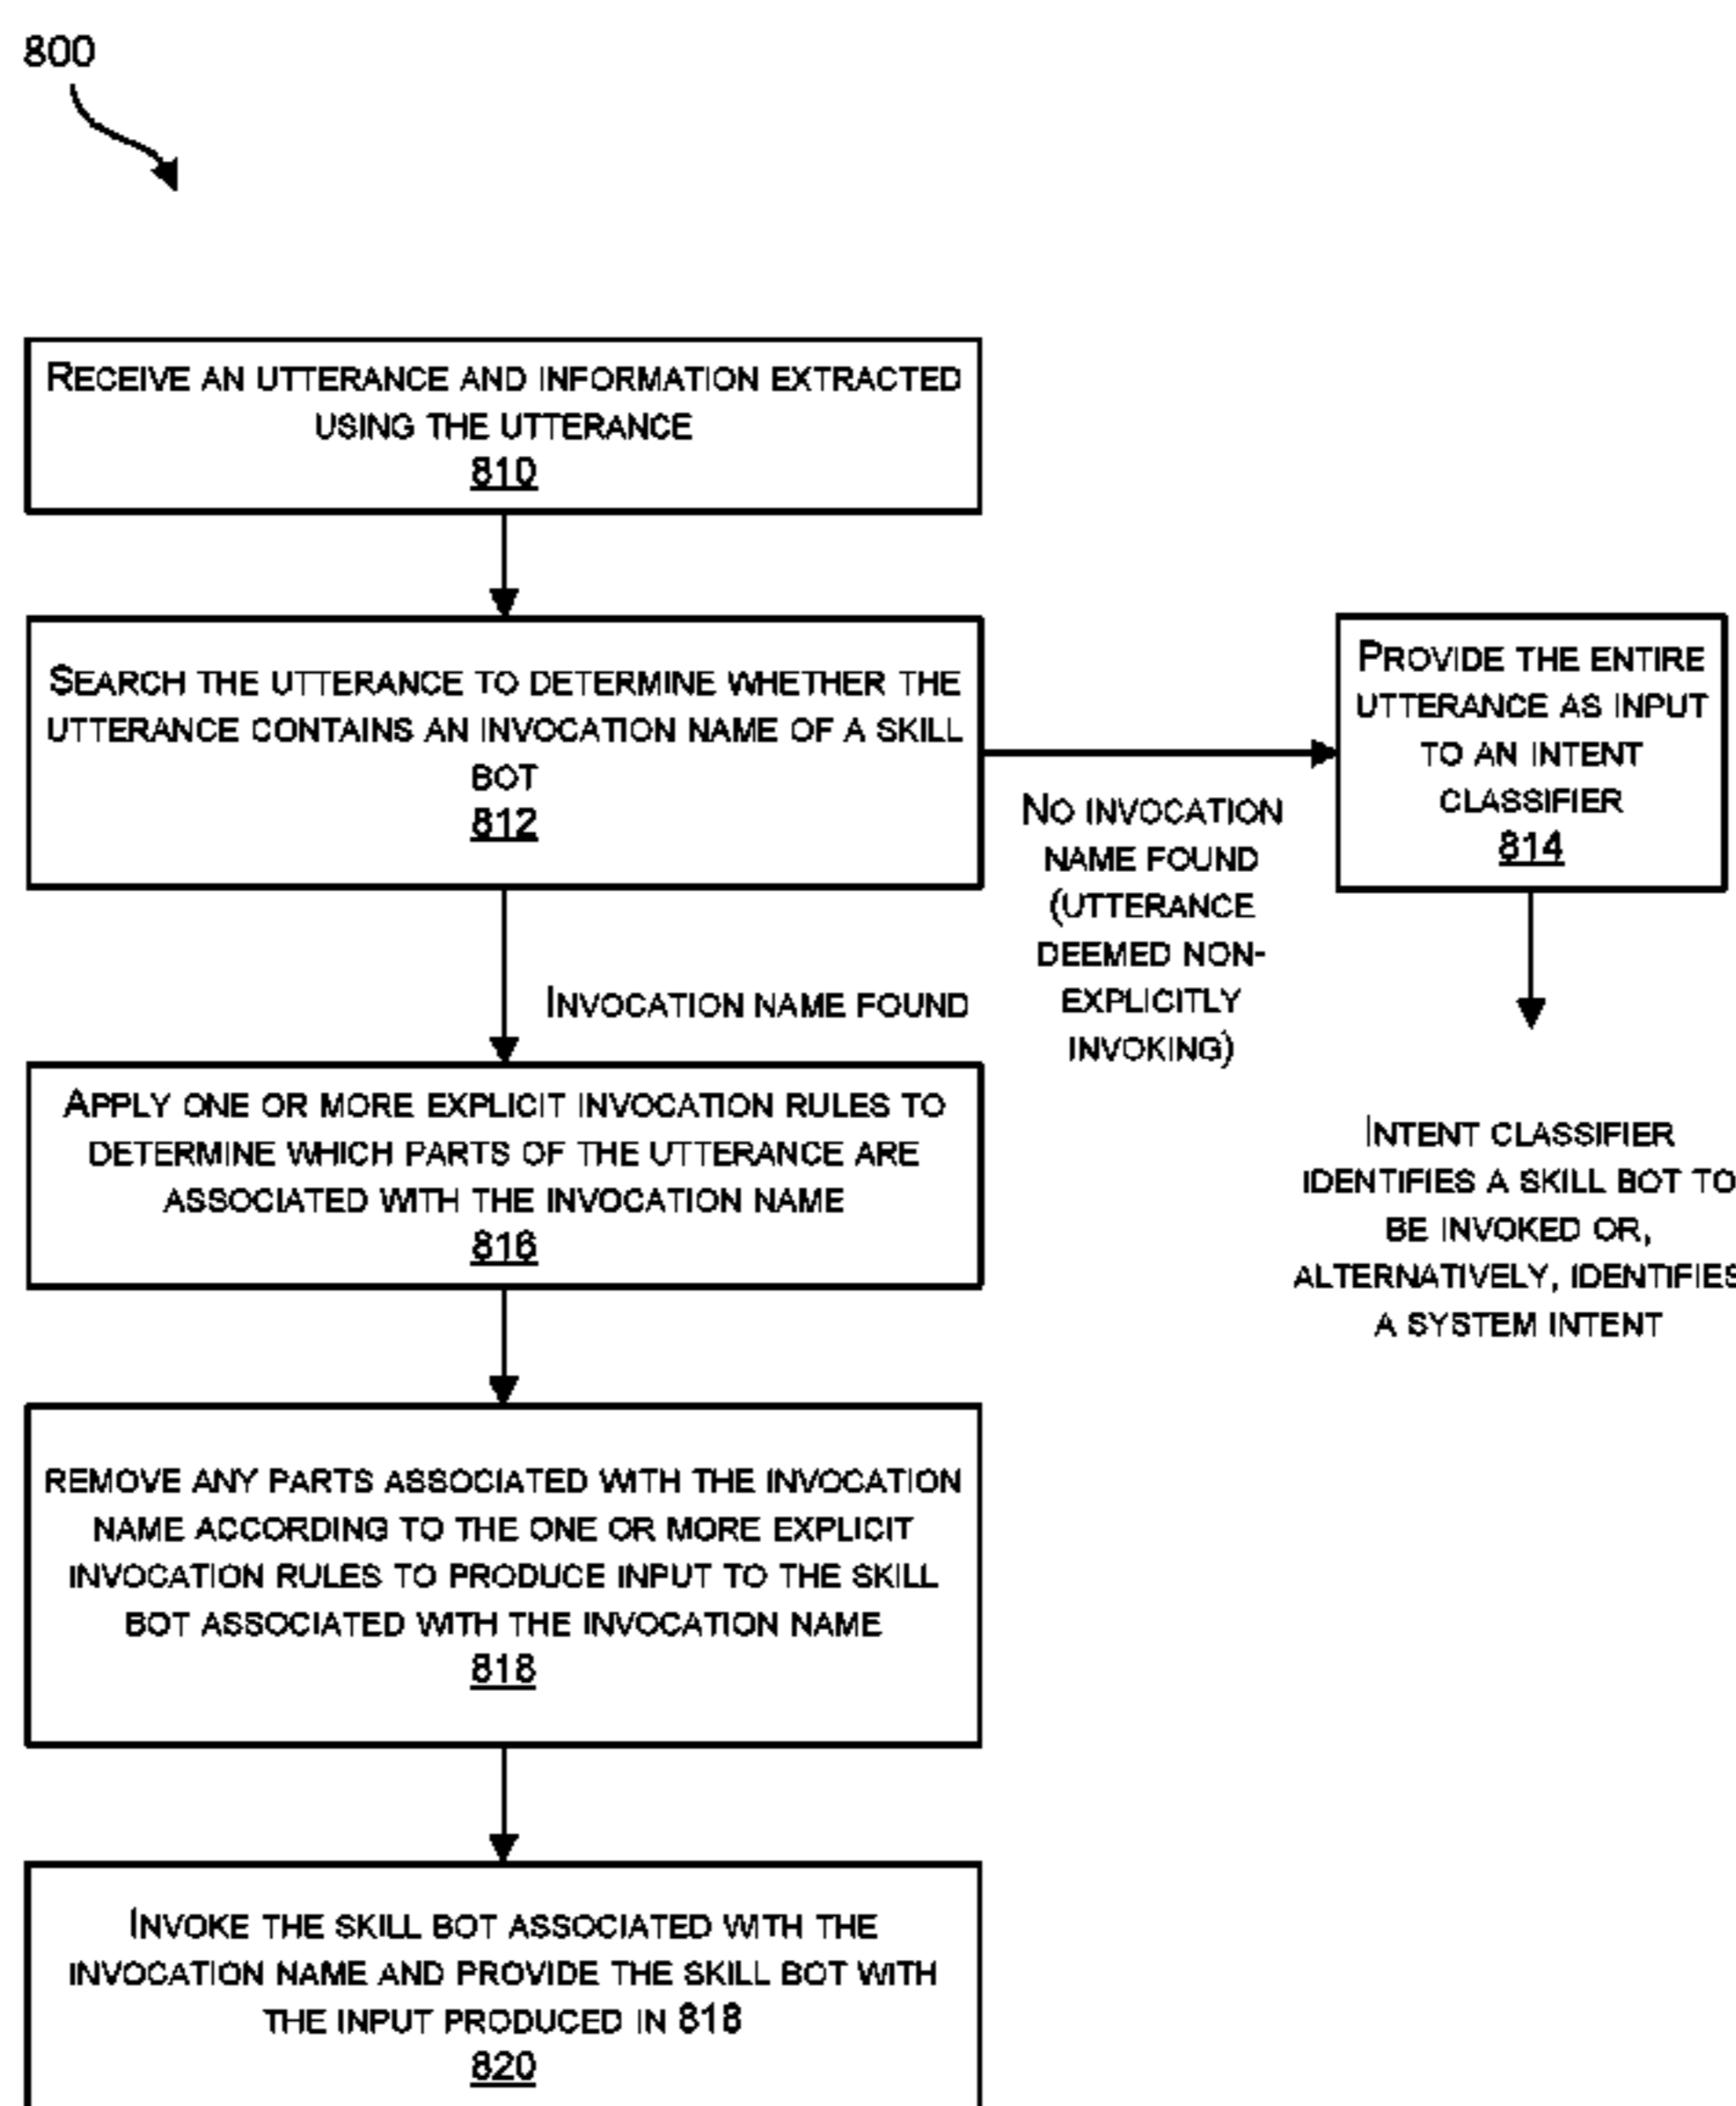 800
RECEIVE AN UTTERANCE AND INFORMATION EXTRACTED
USING THE UTTERANCE
810
SEARCH THE UTTERANCE TO DETERMINE WHETHER THE
UTTERANCE CONTAINS AN INVOCATION NAME OF A SKILL
BOT
812
NO INVOCATION
NAME FOUND
(UTTERANCE
DEEMED NON-
EXPLICITLY
INVOKING)
PROVIDE THE ENTIRE
UTTERANCE AS INPUT
TO AN INTENT
CLASSIFIER
814
INTENT CLASSIFIER
IDENTIFIES A SKILL BOT TO
BE INVOKED OR,
ALTERNATIVELY, IDENTIFIES
A SYSTEM INTENT
INVOCATION NAME FOUND
APPLY ONE OR MORE EXPLICIT INVOCATION RULES TO
DETERMINE WHICH PARTS OF THE UTTERANCE ARE
ASSOCIATED WITH THE INVOCATION NAME
816
REMOVE ANY PARTS ASSOCIATED WITH THE INVOCATION
NAME ACCORDING TO THE ONE OR MORE EXPLICIT
INVOCATION RULES TO PRODUCE INPUT TO THE SKILL
BOT ASSOCIATED WITH THE INVOCATION NAME
818
INVOKE THE SKILL BOT ASSOCIATED WITH THE
INVOCATION NAME AND PROVIDE THE SKILL BOT WITH
THE INPUT PRODUCED IN 818
820